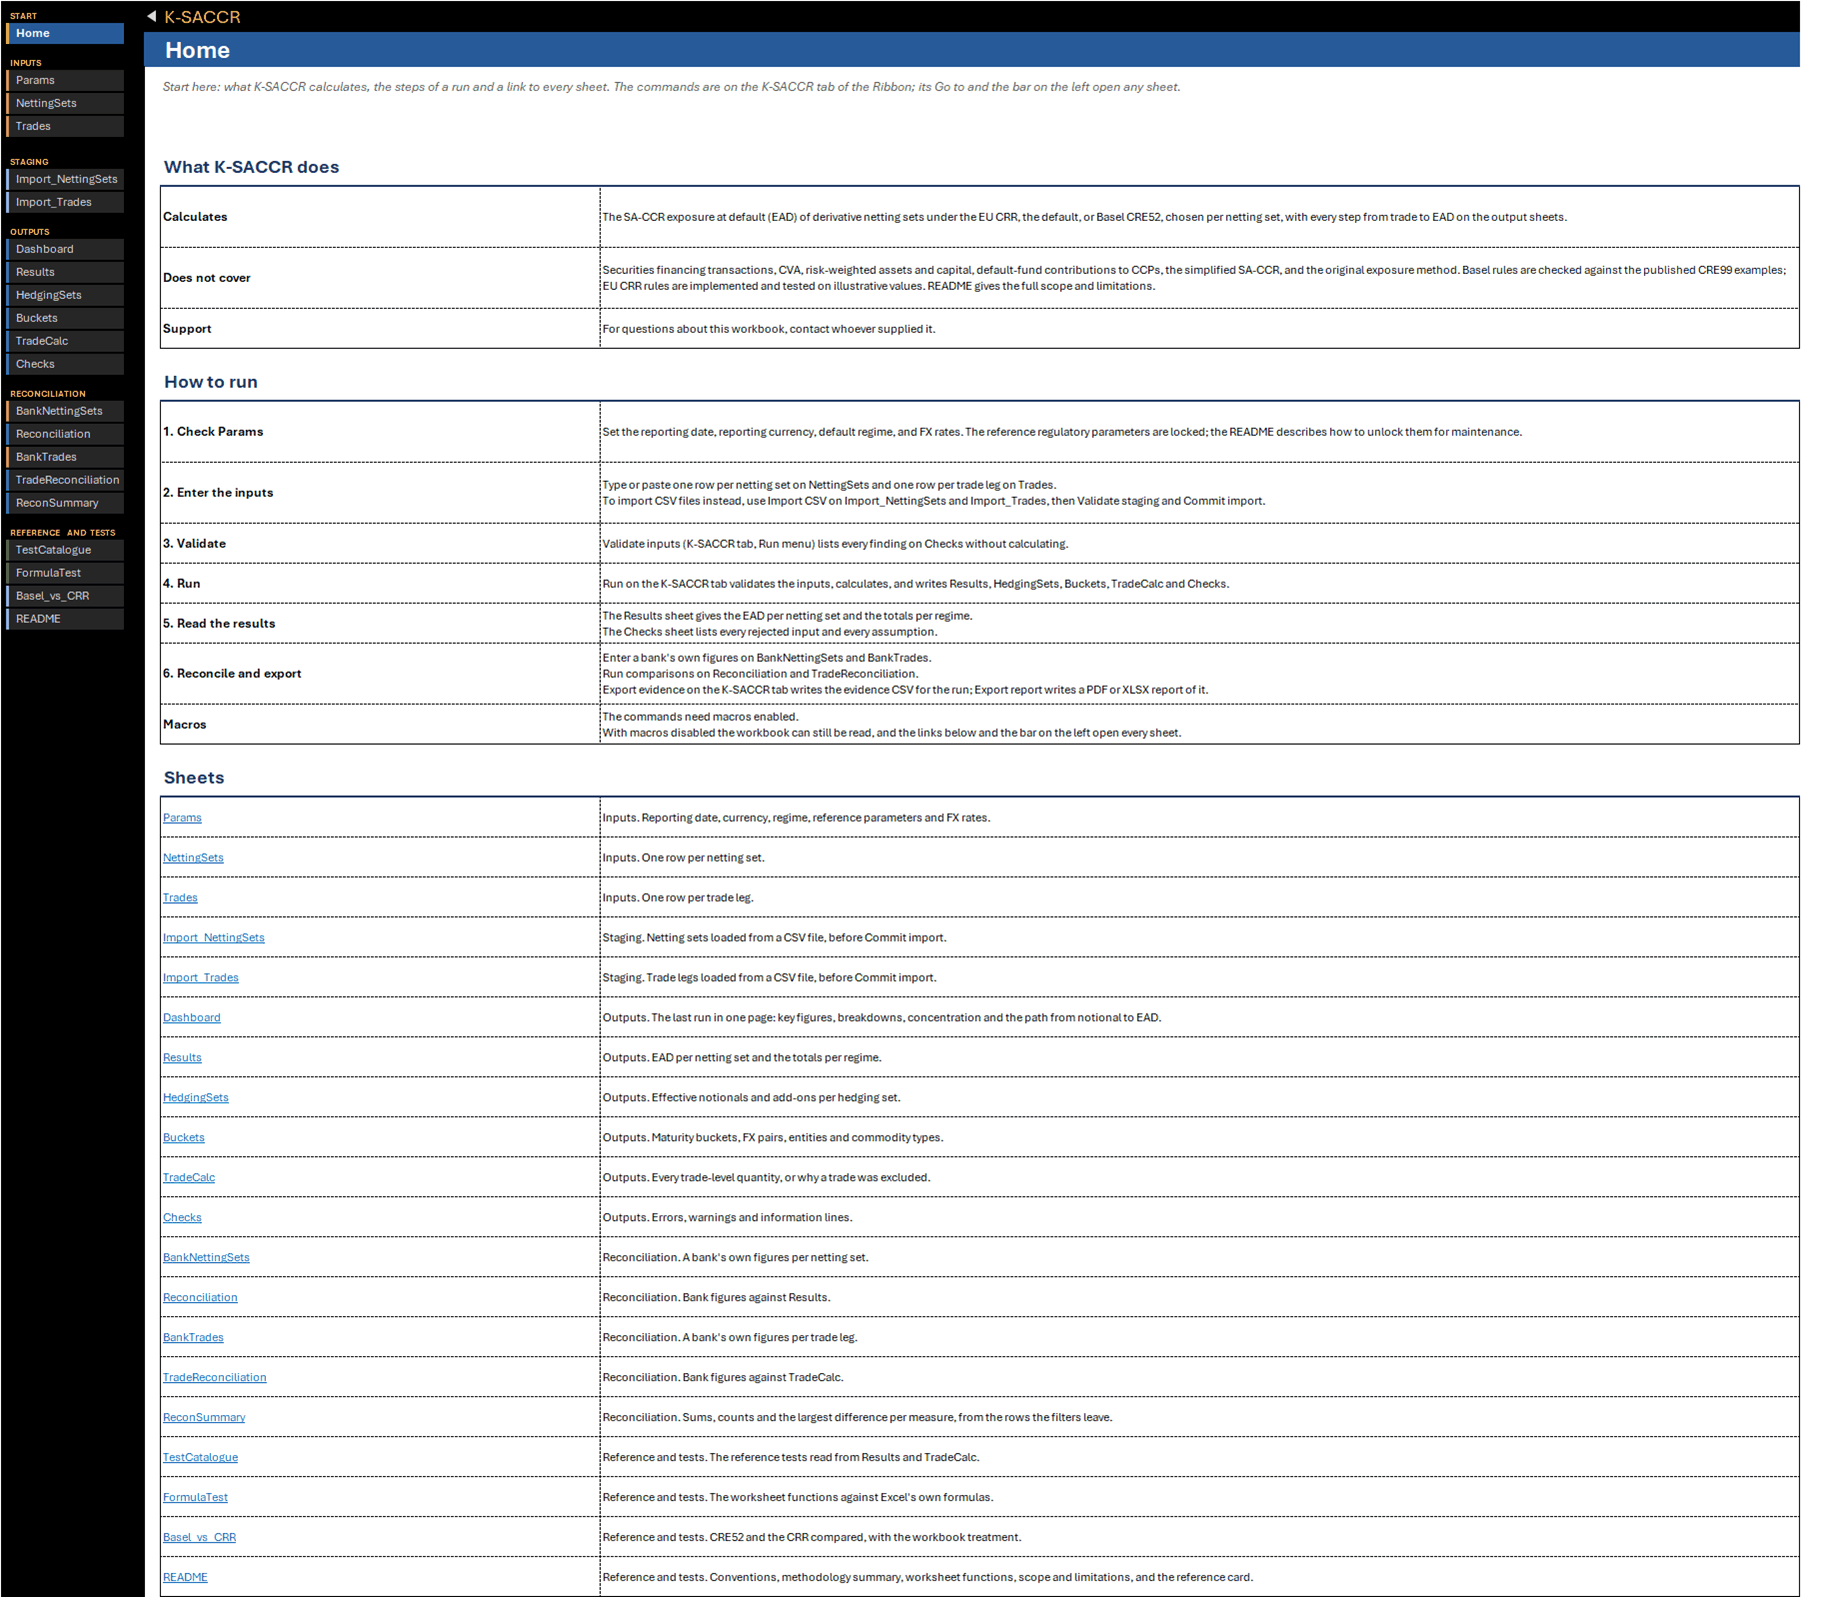 START
Home
INPUTS
Params
NettingSets
Trades
STAGING
Import_NettingSets
Import_Trades
OUTPUTS
Dashboard
Results
HedgingSets
Buckets
TradeCalc
Checks
RECONCILIATION
BankNettingSets
Reconciliation
BankTrades
TradeReconciliation
ReconSummary
REFERENCE AND TESTS
TestCatalogue
FormulaTest
Basel_vs_CRR
README
K-SACCR
Home
Start here: what K-SACCR calculates, the steps of a run and a link to every sheet. The commands are on the K-SACCR tab of the Ribbon; its Go to and the bar on the left open any sheet.
What K-SACCR does
Calculates
The SA-CCR exposure at default (EAD) of derivative netting sets under the EU CRR, the default, or Basel CRE52, chosen per netting set, with every step from trade to EAD on the output sheets.
Does not cover
Securities financing transactions, CVA, risk-weighted assets and capital, default-fund contributions to CCPs, the simplified SA-CCR, and the original exposure method. Basel rules are checked against the published CRE99 examples;
EU CRR rules are implemented and tested on illustrative values. README gives the full scope and limitations.
Support
For questions about this workbook, contact whoever supplied it.
How to run
1. Check Params
Set the reporting date, reporting currency, default regime, and FX rates. The reference regulatory parameters are locked; the README describes how to unlock them for maintenance.
2. Enter the inputs
Type or paste one row per netting set on NettingSets and one row per trade leg on Trades.
To import CSV files instead, use Import CSV on Import_NettingSets and Import_Trades, then Validate staging and Commit import.
3. Validate
Validate inputs (K-SACCR tab, Run menu) lists every finding on Checks without calculating.
4. Run
Run on the K-SACCR tab validates the inputs, calculates, and writes Results, HedgingSets, Buckets, TradeCalc and Checks.
5. Read the results
The Results sheet gives the EAD per netting set and the totals per regime.
The Checks sheet lists every rejected input and every assumption.
6. Reconcile and export
Enter a bank's own figures on BankNettingSets and BankTrades.
Run comparisons on Reconciliation and TradeReconciliation.
Export evidence on the K-SACCR tab writes the evidence CSV for the run; Export report writes a PDF or XLSX report of it.
Macros
The commands need macros enabled.
With macros disabled the workbook can still be read, and the links below and the bar on the left open every sheet.
Sheets
Params
Inputs. Reporting date, currency, regime, reference parameters and FX rates.
NettingSets
Inputs. One row per netting set.
Trades
Inputs. One row per trade leg.
Import_NettingSets
Staging. Netting sets loaded from a CSV file, before Commit import.
Import_Trades
Staging. Trade legs loaded from a CSV file, before Commit import.
Dashboard
Outputs. The last run in one page: key figures, breakdowns, concentration and the path from notional to EAD.
Results
Outputs. EAD per netting set and the totals per regime.
HedgingSets
Outputs. Effective notionals and add-ons per hedging set.
Buckets
Outputs. Maturity buckets, FX pairs, entities and commodity types.
TradeCalc
Outputs. Every trade-level quantity, or why a trade was excluded.
Checks
Outputs. Errors, warnings and information lines.
BankNettingSets
Reconciliation. A bank's own figures per netting set.
Reconciliation
Reconciliation. Bank figures against Results.
BankTrades
Reconciliation. A bank's own figures per trade leg.
TradeReconciliation
Reconciliation. Bank figures against TradeCalc.
ReconSummary
Reconciliation. Sums, counts and the largest difference per measure, from the rows the filters leave.
TestCatalogue
Reference and tests. The reference tests read from Results and TradeCalc.
FormulaTest
Reference and tests. The worksheet functions against Excel's own formulas.
Basel_vs_CRR
Reference and tests. CRE52 and the CRR compared, with the workbook treatment.
README
Reference and tests. Conventions, methodology summary, worksheet functions, scope and limitations, and the reference card.